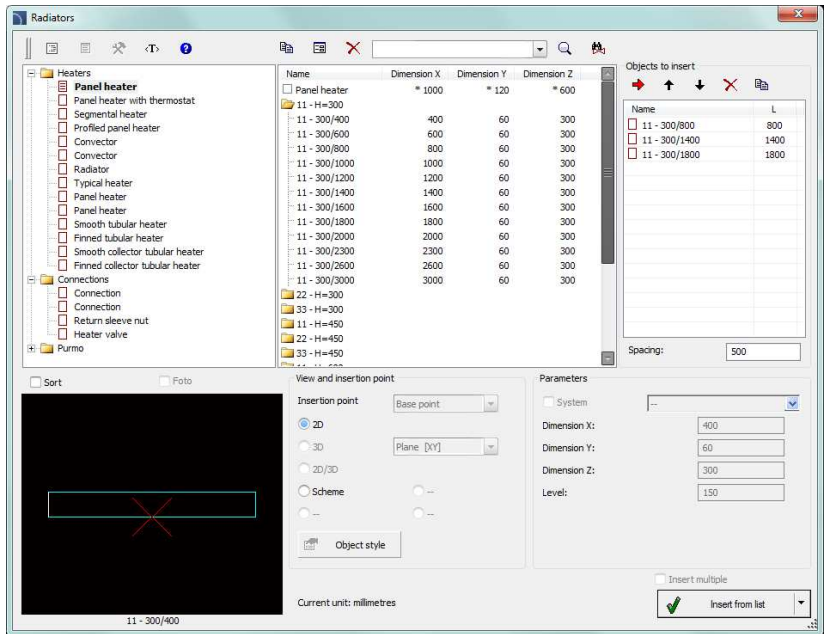 Radiators
<T> ?
Heaters
Panel heater
Panel heater with thermostat
Segmental heater
Profiled panel heater
Convector
Convector
Radiator
Typical heater
Panel heater
Panel heater
Smooth tubular heater
Finned tubular heater
Smooth collector tubular heater
Finned collector tubular heater
Connections
Connection
Connection
Return sleeve nut
Heater valve
Purmo
Name Dimension X Dimension Y Dimension Z
Panel heater * 1000 * 120 * 600
11 - H=300
11 - 300/400 400 60 300
11 - 300/600 600 60 300
11 - 300/800 800 60 300
11 - 300/1000 1000 60 300
11 - 300/1200 1200 60 300
11 - 300/1400 1400 60 300
11 - 300/1600 1600 60 300
11 - 300/1800 1800 60 300
11 - 300/2000 2000 60 300
11 - 300/2300 2300 60 300
11 - 300/2600 2600 60 300
11 - 300/3000 3000 60 300
22 - H=300
33 - H=300
11 - H=450
22 - H=450
33 - H=450
Objects to insert
Name L
11 - 300/800 800
11 - 300/1400 1400
11 - 300/1800 1800
Spacing: 500
Sort Foto
11 - 300/400
View and insertion point
Insertion point Base point
2D
3D Plane [XY]
2D/3D
Scheme --
-- --
Object style
Current unit: millimetres
Parameters
System --
Dimension X: 400
Dimension Y: 60
Dimension Z: 300
Level: 150
Insert multiple
Insert from list